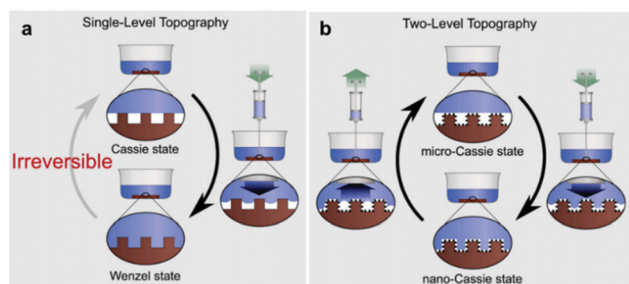 a
Single-Level Topography
Cassie state
Irreversible
Wenzel state
b
Two-Level Topography
micro-Cassie state
nano-Cassie state